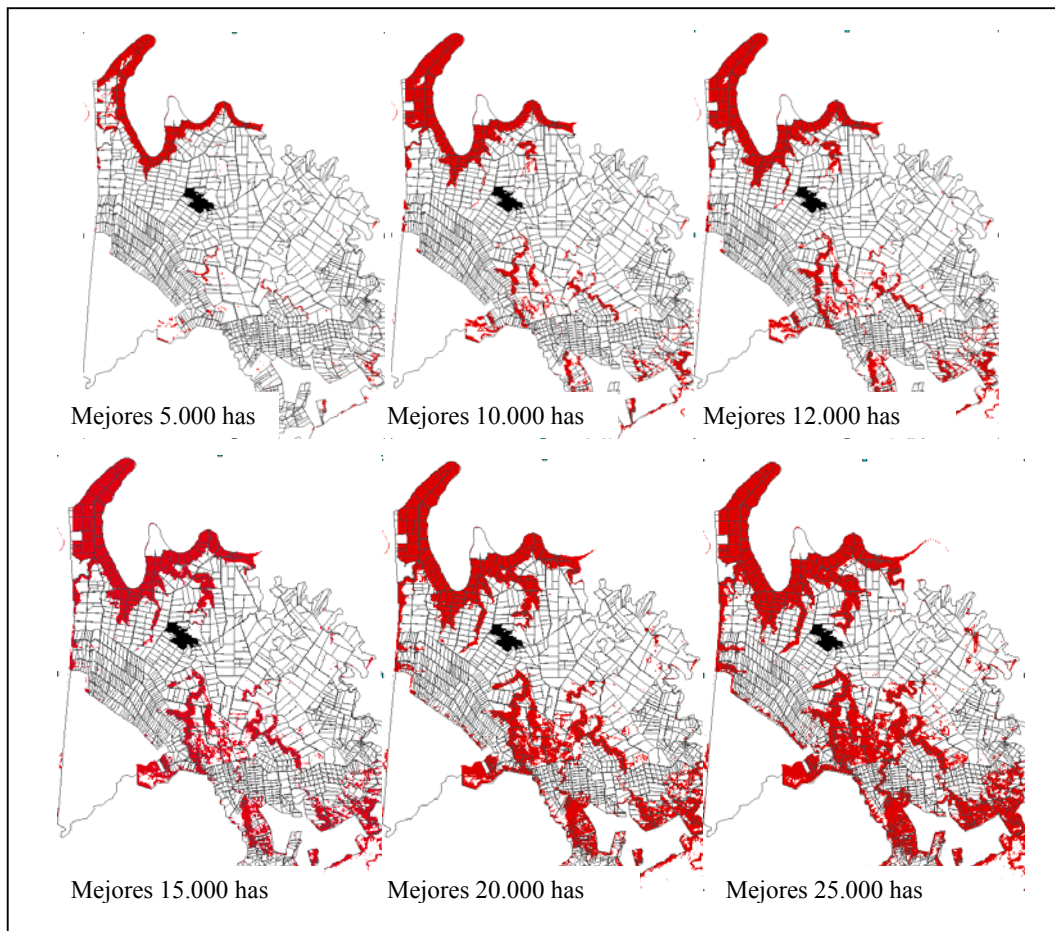 Mejores 5.000 has
Mejores 10.000 has
Mejores 12.000 has
Mejores 15.000 has
Mejores 20.000 has
Mejores 25.000 has